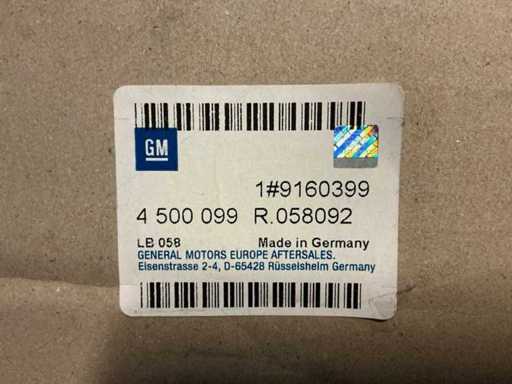 GM
1#9160399
4 500 099 R.058092
LB 058 Made in Germany
GENERAL MOTORS EUROPE AFTERSALES.
Eisenstrasse 2-4, D-65428 Rüsselsheim Germany